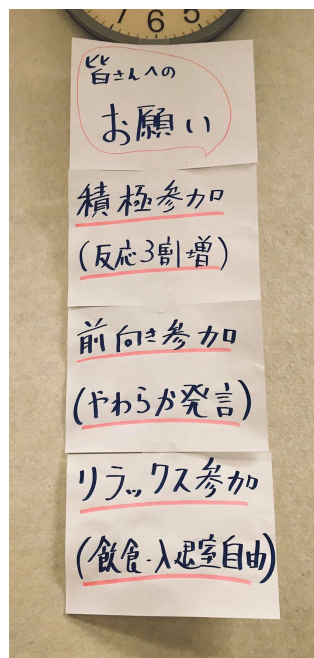 7 6 5
皆さんへの
お願い
積極参加
(反応3割増)
前向き参加
(やわらか発言)
リラックス参加
(飲食・入退室自由)